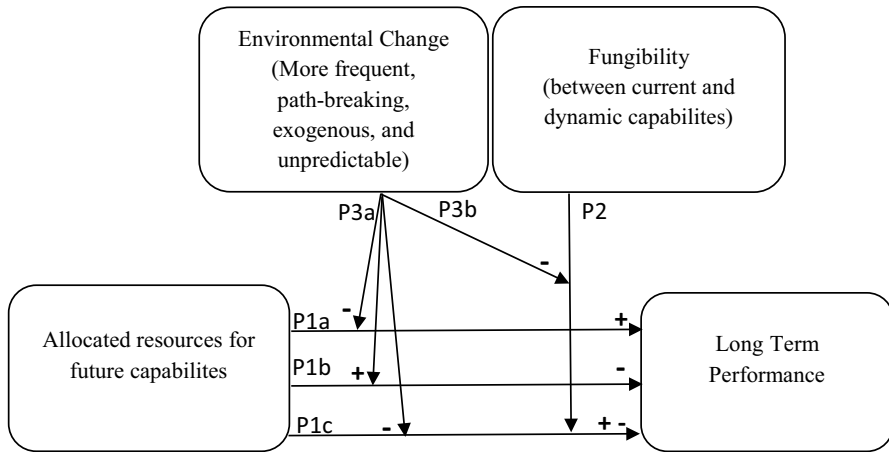 Environmental Change
(More frequent,
path-breaking,
exogenous, and
unpredictable)
Fungibility
(between current and
dynamic capabilites)
P3a
P3b
P2
-
-
+
-
Allocated resources for
future capabilites
P1a
+
P1b
-
P1c
+ -
Long Term
Performance